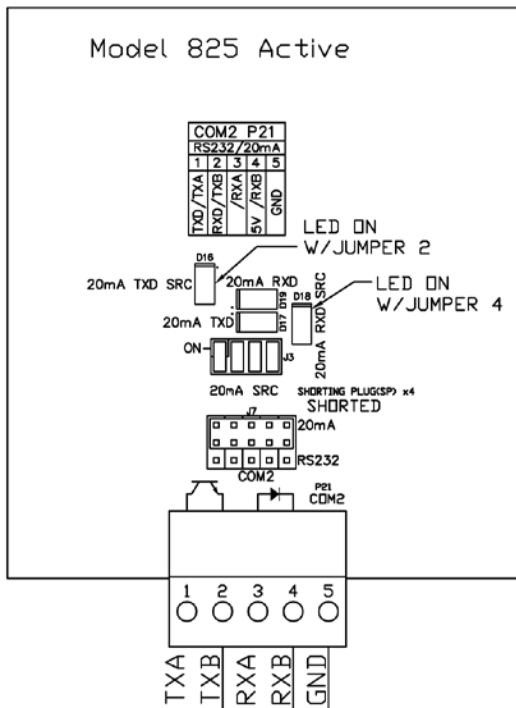 Model 825 Active
COM2 P21
RS232/20mA
1 2 3 4 5
TXD/TXA
RXD/TXB
/RXA
5V /RXB
GND
LED ON
W/JUMPER 2
D16
20mA TXD SRC
20mA RXD
D19
D18
20mA RXD SRC
LED ON
W/JUMPER 4
20mA TXD
D17
ON
J3
20mA SRC
SHORTING PLUG(SP) x4
SHORTED
J7
20mA
RS232
COM2
P21
COM2
1 2 3 4 5
TXA
TXB
RXA
RXB
GND